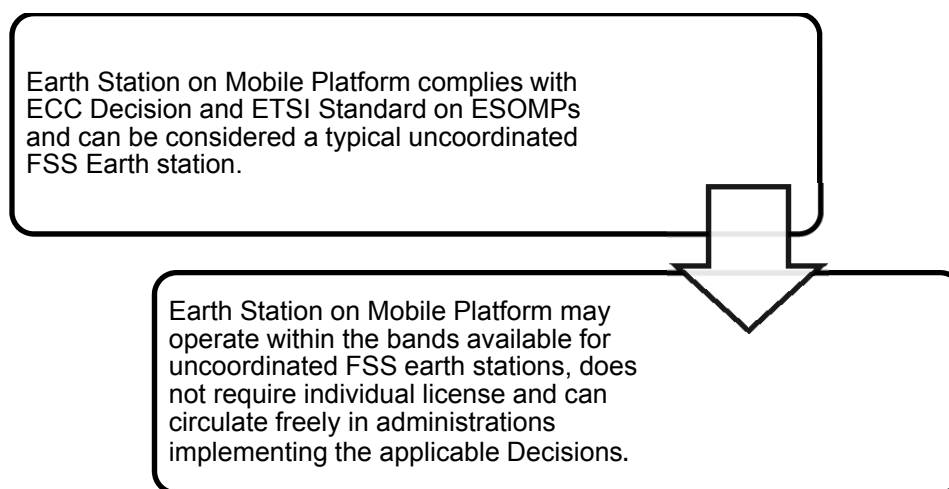 Earth Station on Mobile Platform complies with
ECC Decision and ETSI Standard on ESOMPs
and can be considered a typical uncoordinated
FSS Earth station.
Earth Station on Mobile Platform may
operate within the bands available for
uncoordinated FSS earth stations, does
not require individual license and can
circulate freely in administrations
implementing the applicable Decisions.